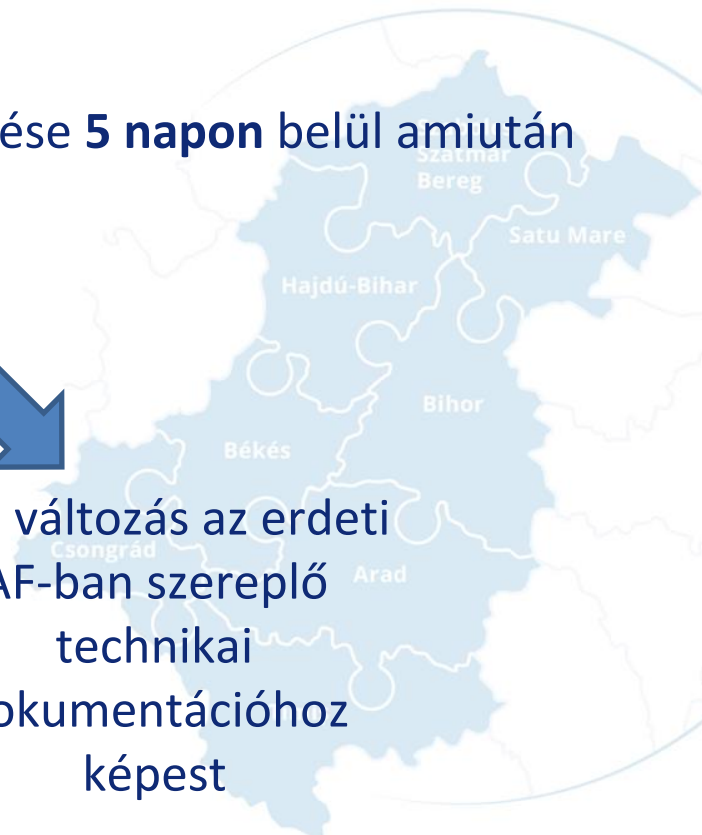 ése 5 napon belül amiután
Szatmár
Bereg
Satu Mare
Hajdú-Bihar
Bihor
Békés
változás az erdeti
Csongrád
AF-ban szereplő
Arad
technikai
okumentációhoz
képest